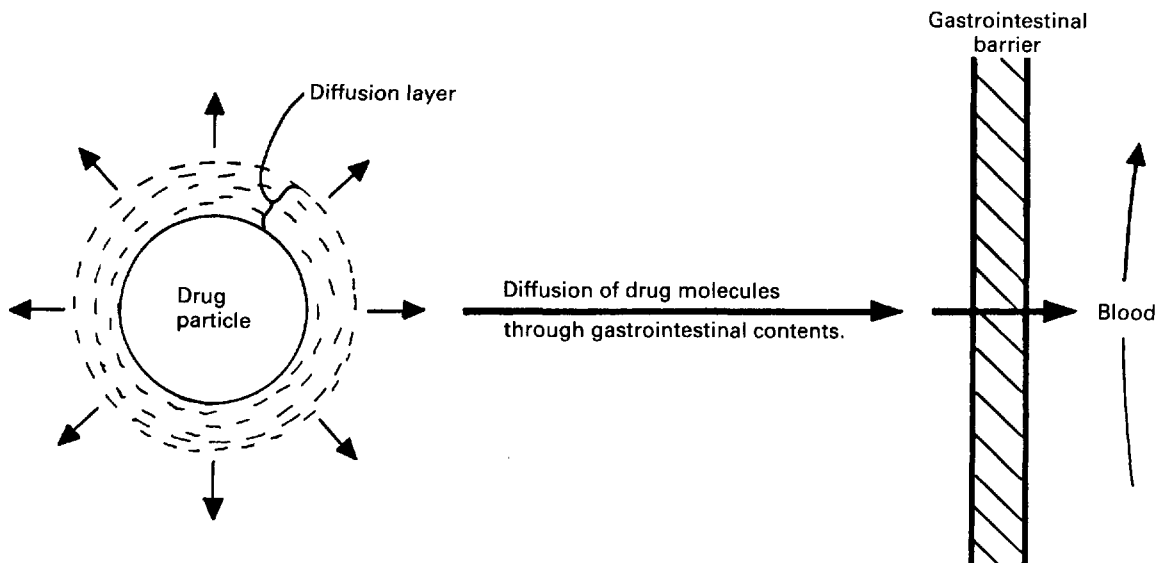 Gastrointestinal
barrier
Diffusion layer
Drug
particle
Diffusion of drug molecules
through gastrointestinal contents.
Blood